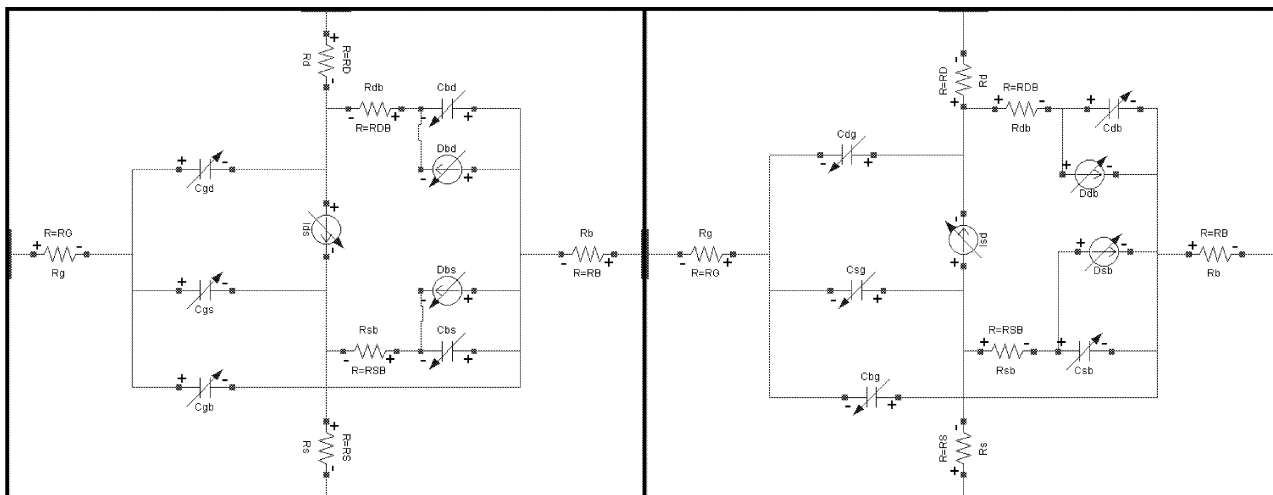 Rd
R=RD
Rdb
R=RDB
Cbd
Dbd
Cgd
Ids
R=RG
Rg
Cgs
Rb
R=RB
Dbs
Rsb
R=RSB
Cbs
Cgb
Rs
R=RS
R=RD
Rd
R=RDB
Rdb
Cdb
Ddb
Cdg
Isd
Rg
R=RG
Csg
Dsb
R=RB
Rb
R=RSB
Rsb
Csb
Cbg
R=RS
Rs